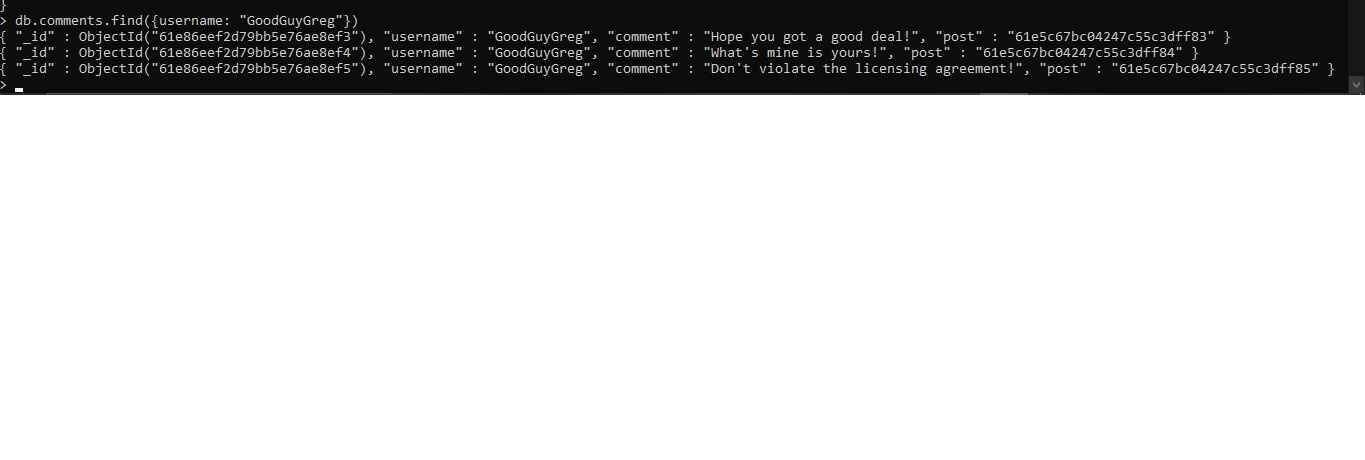 }
> db.comments.find({username: "GoodGuyGreg"})
{ "_id" : ObjectId("61e86eef2d79bb5e76ae8ef3"), "username" : "GoodGuyGreg", "comment" : "Hope you got a good deal!", "post" : "61e5c67bc04247c55c3dff83" }
{ "_id" : ObjectId("61e86eef2d79bb5e76ae8ef4"), "username" : "GoodGuyGreg", "comment" : "What's mine is yours!", "post" : "61e5c67bc04247c55c3dff84" }
{ "_id" : ObjectId("61e86eef2d79bb5e76ae8ef5"), "username" : "GoodGuyGreg", "comment" : "Don't violate the licensing agreement!", "post" : "61e5c67bc04247c55c3dff85" }
>